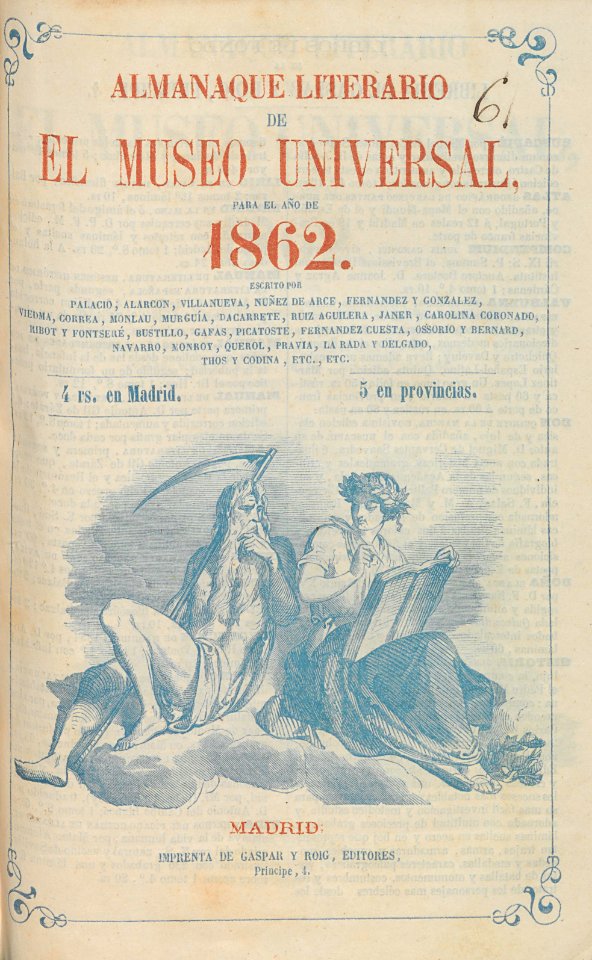 ALMANAQUE LITERARIO
6
DE
EL MUSEO UNIVERSAL,
PARA EL AÑO DE
1862.
ESCRITO POR
PALACIO, ALARCON, VILLANUEVA, NUÑEZ DE ARCE, FERNANDEZ Y GONZALEZ,
VIEDMA, CORREA, MONLAU, MURGUÍA, DACARRETE, RUIZ AGUILERA, JANER, CAROLINA CORONADO,
RIBOT Y FONTSERÉ, BUSTILLO, GAFAS, PICATOSTE, FERNANDEZ CUESTA, OSSORIO Y BERNARD,
NAVARRO, MONROY, QUEROL, PRAVIA, LA RADA Y DELGADO,
THOS Y CODINA, ETC., ETC.
4 rs. en Madrid.
5 en provincias.
MADRID:
IMPRENTA DE GASPAR Y ROIG, EDITORES,
Príncipe, 4.